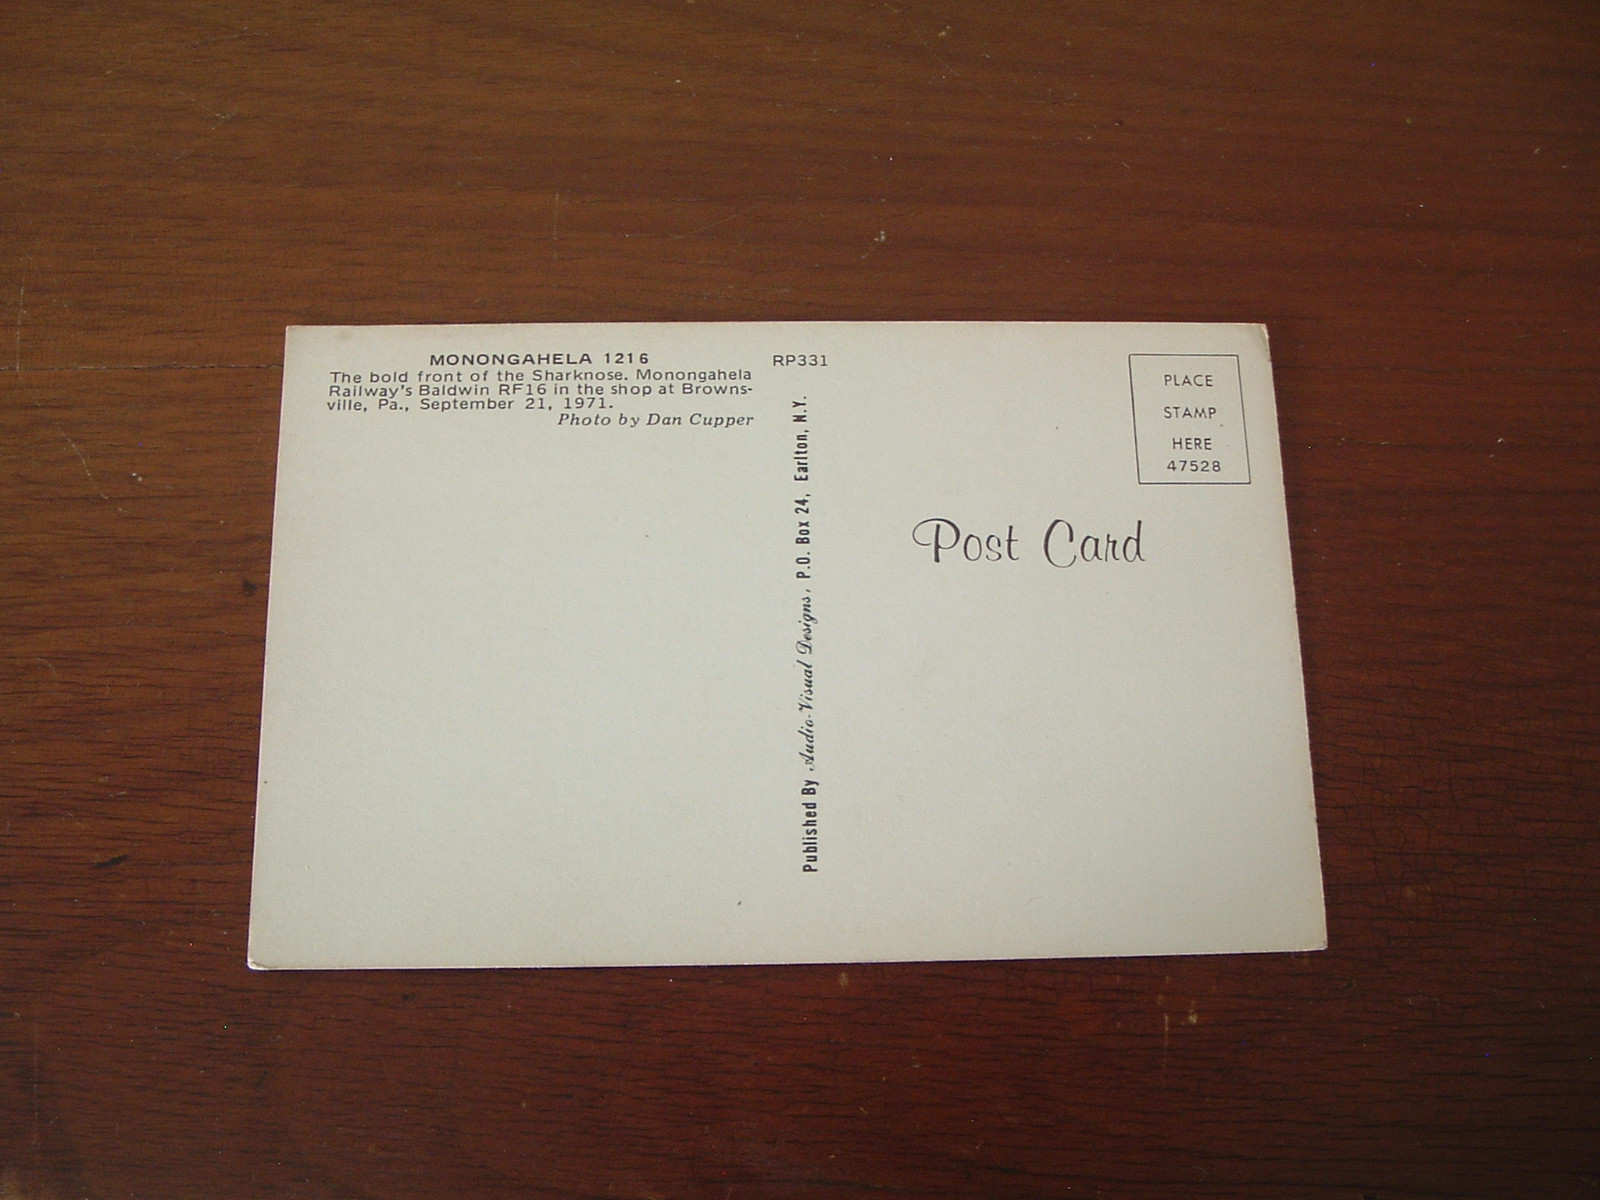 MONONGAHELA 1216
The bold front of the Sharknose. Monongahela
Railway's Baldwin RF16 in the shop at Browns-
ville, Pa., September 21, 1971.
Photo by Dan Cupper
RP331
Published By Audio-Visual Designs, P.O. Box 24, Earlton, N.Y.
PLACE
STAMP
HERE
47528
Post Card